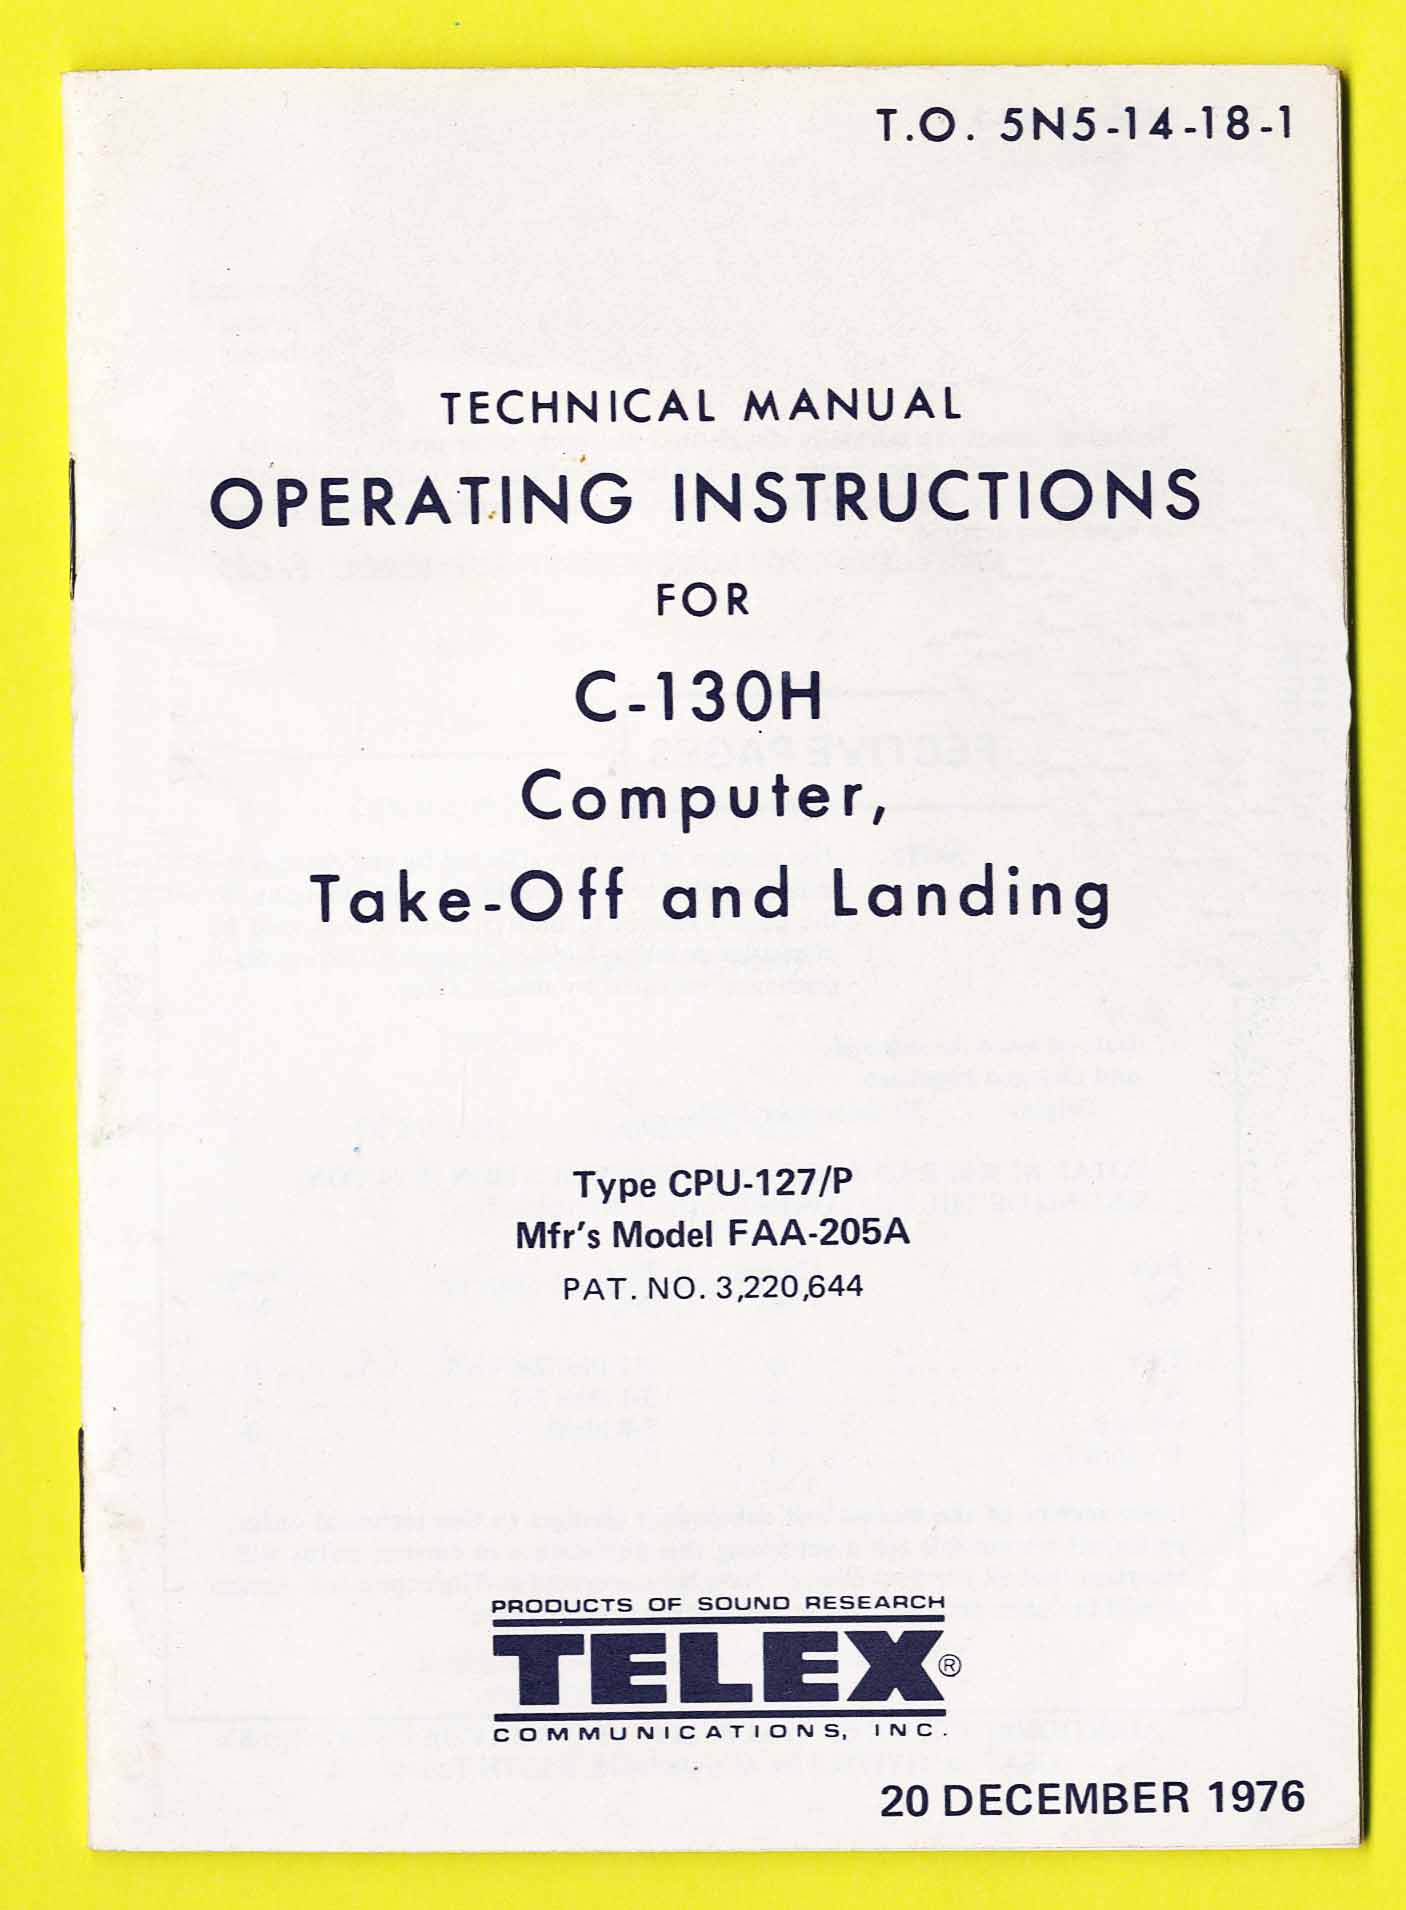 T.O. 5N5-14-18-1
TECHNICAL MANUAL
OPERATING INSTRUCTIONS
FOR
C-130H
Computer,
Take-Off and Landing
Type CPU-127/P
Mfr's Model FAA-205A
PAT. NO. 3,220,644
PRODUCTS OF SOUND RESEARCH
TELEX®
COMMUNICATIONS, INC.
20 DECEMBER 1976